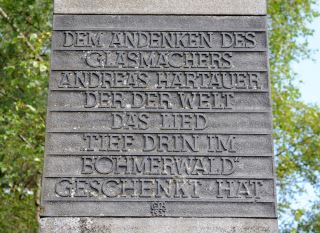 DEM ANDENKEN DES
GLASMACHERS
ANDREAS HARTAUER
DER DER WELT
DAS LIED
"TIEF DRIN IM
BÖHMERWALD"
GESCHENKT HAT